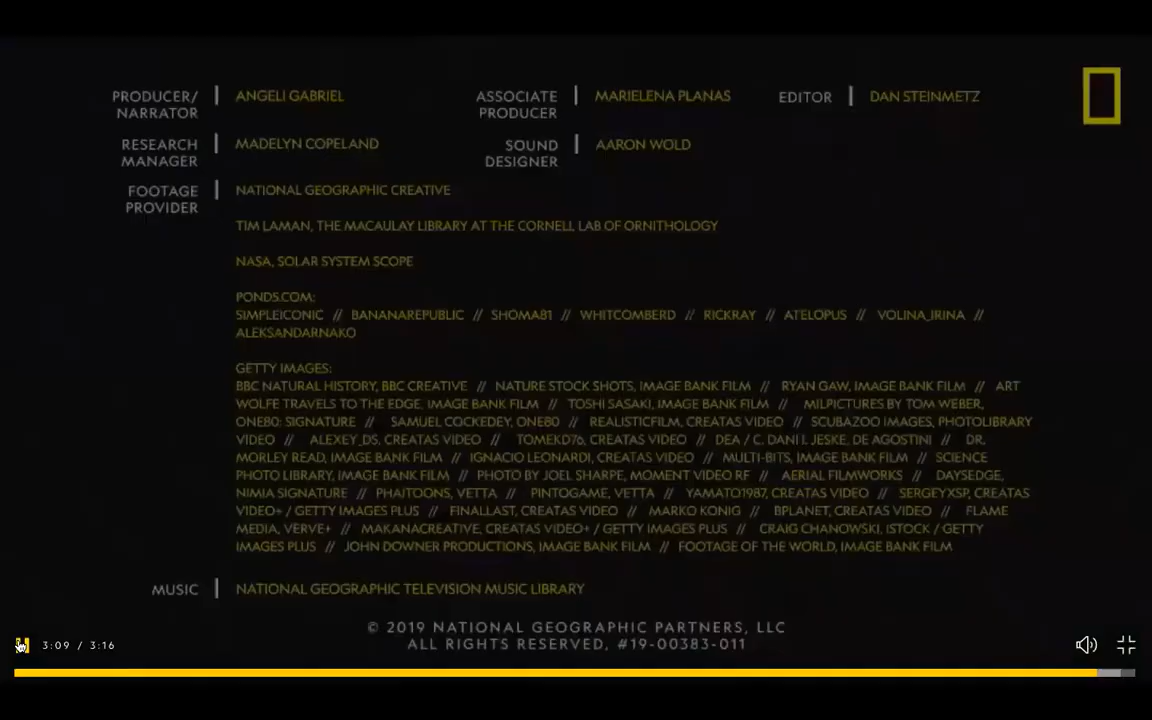 PRODUCER/ NARRATOR | ANGELI GABRIEL
ASSOCIATE PRODUCER | MARIELENA PLANAS
EDITOR | DAN STEINMETZ
RESEARCH MANAGER | MADELYN COPELAND
SOUND DESIGNER | AARON WOLD
FOOTAGE PROVIDER | NATIONAL GEOGRAPHIC CREATIVE
TIM LAMAN, THE MACAULAY LIBRARY AT THE CORNELL LAB OF ORNITHOLOGY
NASA, SOLAR SYSTEM SCOPE
POND5.COM:
SIMPLEICONIC // BANANAREPUBLIC // SHOMA81 // WHITCOMBERD // RICKRAY // ATELOPUS // VOLINA_IRINA //
ALEKSANDARNAKO
GETTY IMAGES:
BBC NATURAL HISTORY, BBC CREATIVE // NATURE STOCK SHOTS, IMAGE BANK FILM // RYAN GAW, IMAGE BANK FILM // ART
WOLFE TRAVELS TO THE EDGE, IMAGE BANK FILM // TOSHI SASAKI, IMAGE BANK FILM // MILPICTURES BY TOM WEBER,
ONE80: SIGNATURE // SAMUEL COCKEDEY, ONE80 // REALISTICFILM, CREATAS VIDEO // SCUBAZOO IMAGES, PHOTOLIBRARY
VIDEO // ALEXEY_DS, CREATAS VIDEO // TOMEKD76, CREATAS VIDEO // DEA / C. DANI I. JESKE, DE AGOSTINI // DR.
MORLEY READ, IMAGE BANK FILM // IGNACIO LEONARDI, CREATAS VIDEO // MULTI-BITS, IMAGE BANK FILM // SCIENCE
PHOTO LIBRARY, IMAGE BANK FILM // PHOTO BY JOEL SHARPE, MOMENT VIDEO RF // AERIAL FILMWORKS // DAYSEDGE,
NIMIA SIGNATURE // PHAITOONS, VETTA // PINTOGAME, VETTA // YAMATO1987, CREATAS VIDEO // SERGEYXSP, CREATAS
VIDEO+ / GETTY IMAGES PLUS // FINALLAST, CREATAS VIDEO // MARKO KONIG // BPLANET, CREATAS VIDEO // FLAME
MEDIA, VERVE+ // MAKANACREATIVE, CREATAS VIDEO+ / GETTY IMAGES PLUS // CRAIG CHANOWSKI, ISTOCK / GETTY
IMAGES PLUS // JOHN DOWNER PRODUCTIONS, IMAGE BANK FILM // FOOTAGE OF THE WORLD, IMAGE BANK FILM
MUSIC | NATIONAL GEOGRAPHIC TELEVISION MUSIC LIBRARY
© 2019 NATIONAL GEOGRAPHIC PARTNERS, LLC
ALL RIGHTS RESERVED, #19-00383-011
3:09 / 3:16